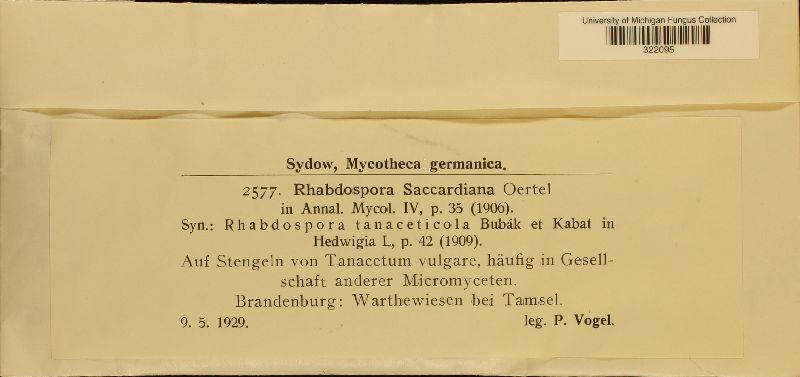 University of Michigan Fungus Collection
322095
Sydow, Mycotheca germanica.
2577. Rhabdospora Saccardiana Oertel
in Annal. Mycol. IV, p. 35 (1906).
Syn.: Rhabdospora tanaceticola Bubák et Kabat in
Hedwigia L, p. 42 (1909).
Auf Stengeln von Tanacetum vulgare, häufig in Gesell-
schaft anderer Micromyceten.
Brandenburg: Warthewiesen bei Tamsel.
9. 5. 1929. leg. P. Vogel.